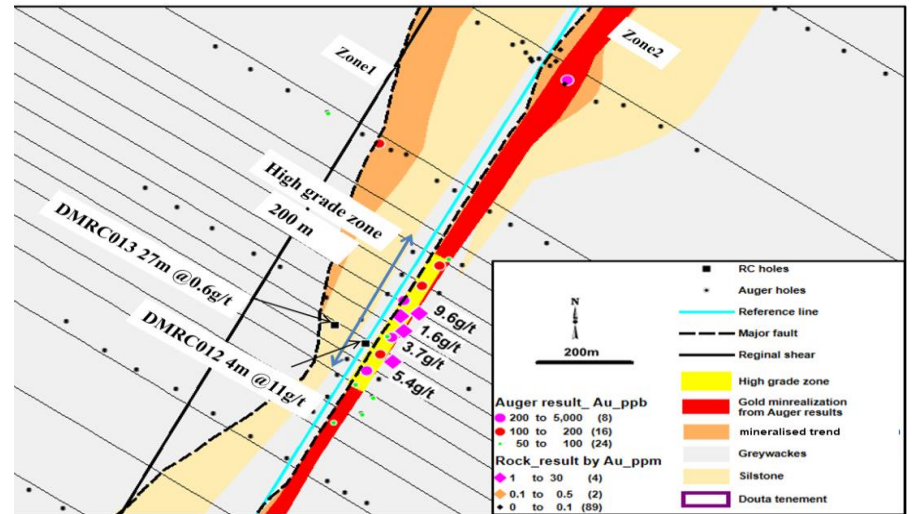 Zone1
Zone2
High grade zone
200 m
DMRC013 27m @0.6g/t
DMRC012 4m @11g/t
9.6g/t
1.6g/t
3.7g/t
5.4g/t
N
200m
Auger result_ Au_ppb
200 to 5,000 (8)
100 to 200 (16)
50 to 100 (24)
Rock_result by Au_ppm
1 to 30 (4)
0.1 to 0.5 (2)
0 to 0.1 (89)
RC holes
Auger holes
Reference line
Major fault
Reginal shear
High grade zone
Gold minrealization
from Auger results
mineralised trend
Greywackes
Silstone
Douta tenement